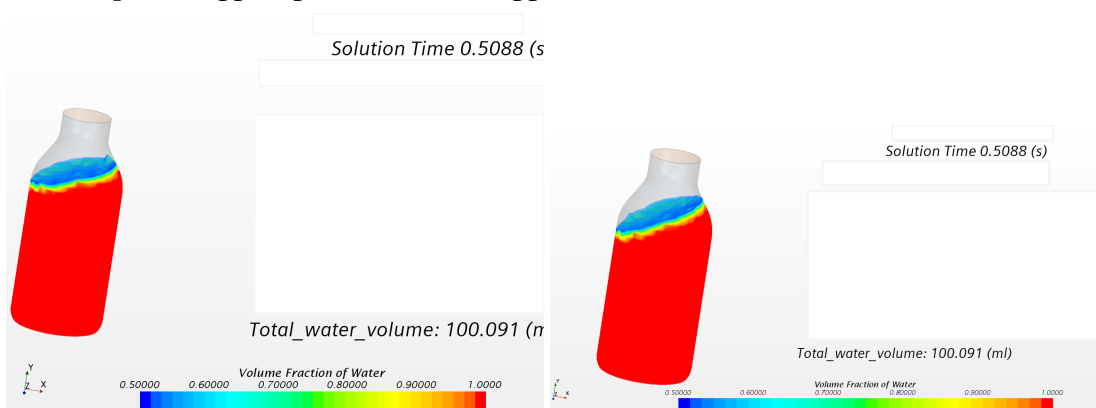 Solution Time 0.5088 (s
Total_water_volume: 100.091 (m
Y
Z X
Volume Fraction of Water
0.50000 0.60000 0.70000 0.80000 0.90000 1.0000
Solution Time 0.5088 (s)
Total_water_volume: 100.091 (ml)
Y
Z X
Volume Fraction of Water
0.50000 0.60000 0.70000 0.80000 0.90000 1.0000